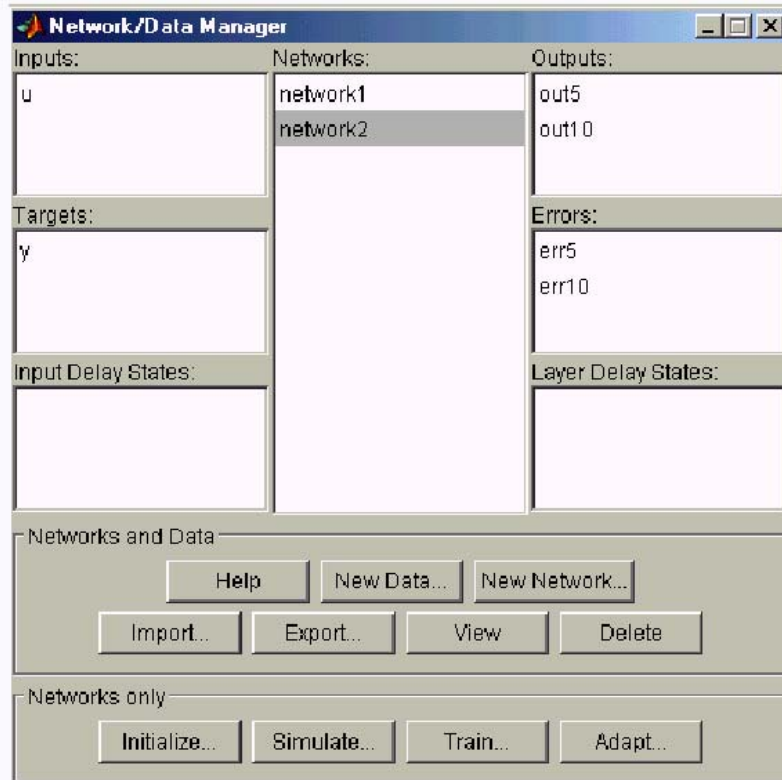 Network/Data Manager
Inputs: Networks: Outputs:
u network1 out5
network2 out10
Targets: Errors:
y err5
err10
Input Delay States: Layer Delay States:
Networks and Data
Help New Data... New Network...
Import... Export... View Delete
Networks only
Initialize... Simulate... Train... Adapt...